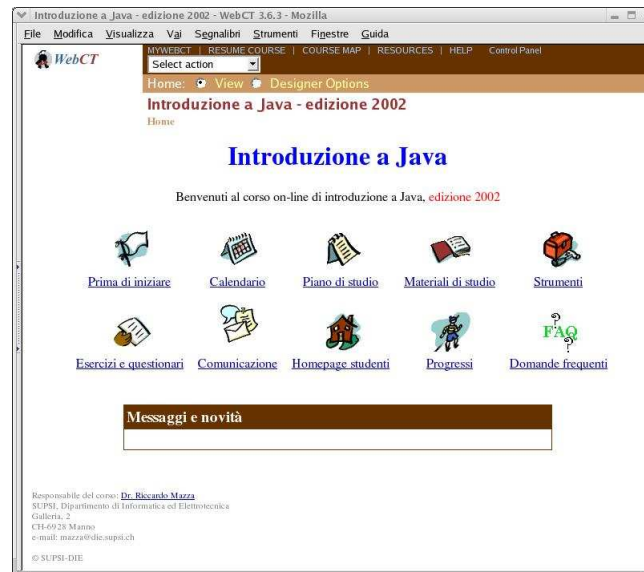 Introduzione a Java - edizione 2002 - WebCT 3.6.3 - Mozilla
File Modifica Visualizza Vai Segnalibri Strumenti Finestre Guida
WebCT
MYWEBCT | RESUME COURSE | COURSE MAP | RESOURCES | HELP Control Panel
Select action
Home: View Designer Options
Introduzione a Java - edizione 2002
Home
Introduzione a Java
Benvenuti al corso on-line di introduzione a Java, edizione 2002
Prima di iniziare Calendario Piano di studio Materiali di studio Strumenti
? FAQ ?
Esercizi e questionari Comunicazione Homepage studenti Progressi Domande frequenti
Messaggi e novità
Responsabile del corso: Dr. Riccardo Mazza
SUPSI, Dipartimento di Informatica ed Elettrotecnica
Galleria, 2
CH-6928 Manno
e-mail: mazza@die.supsi.ch
© SUPSI-DIE